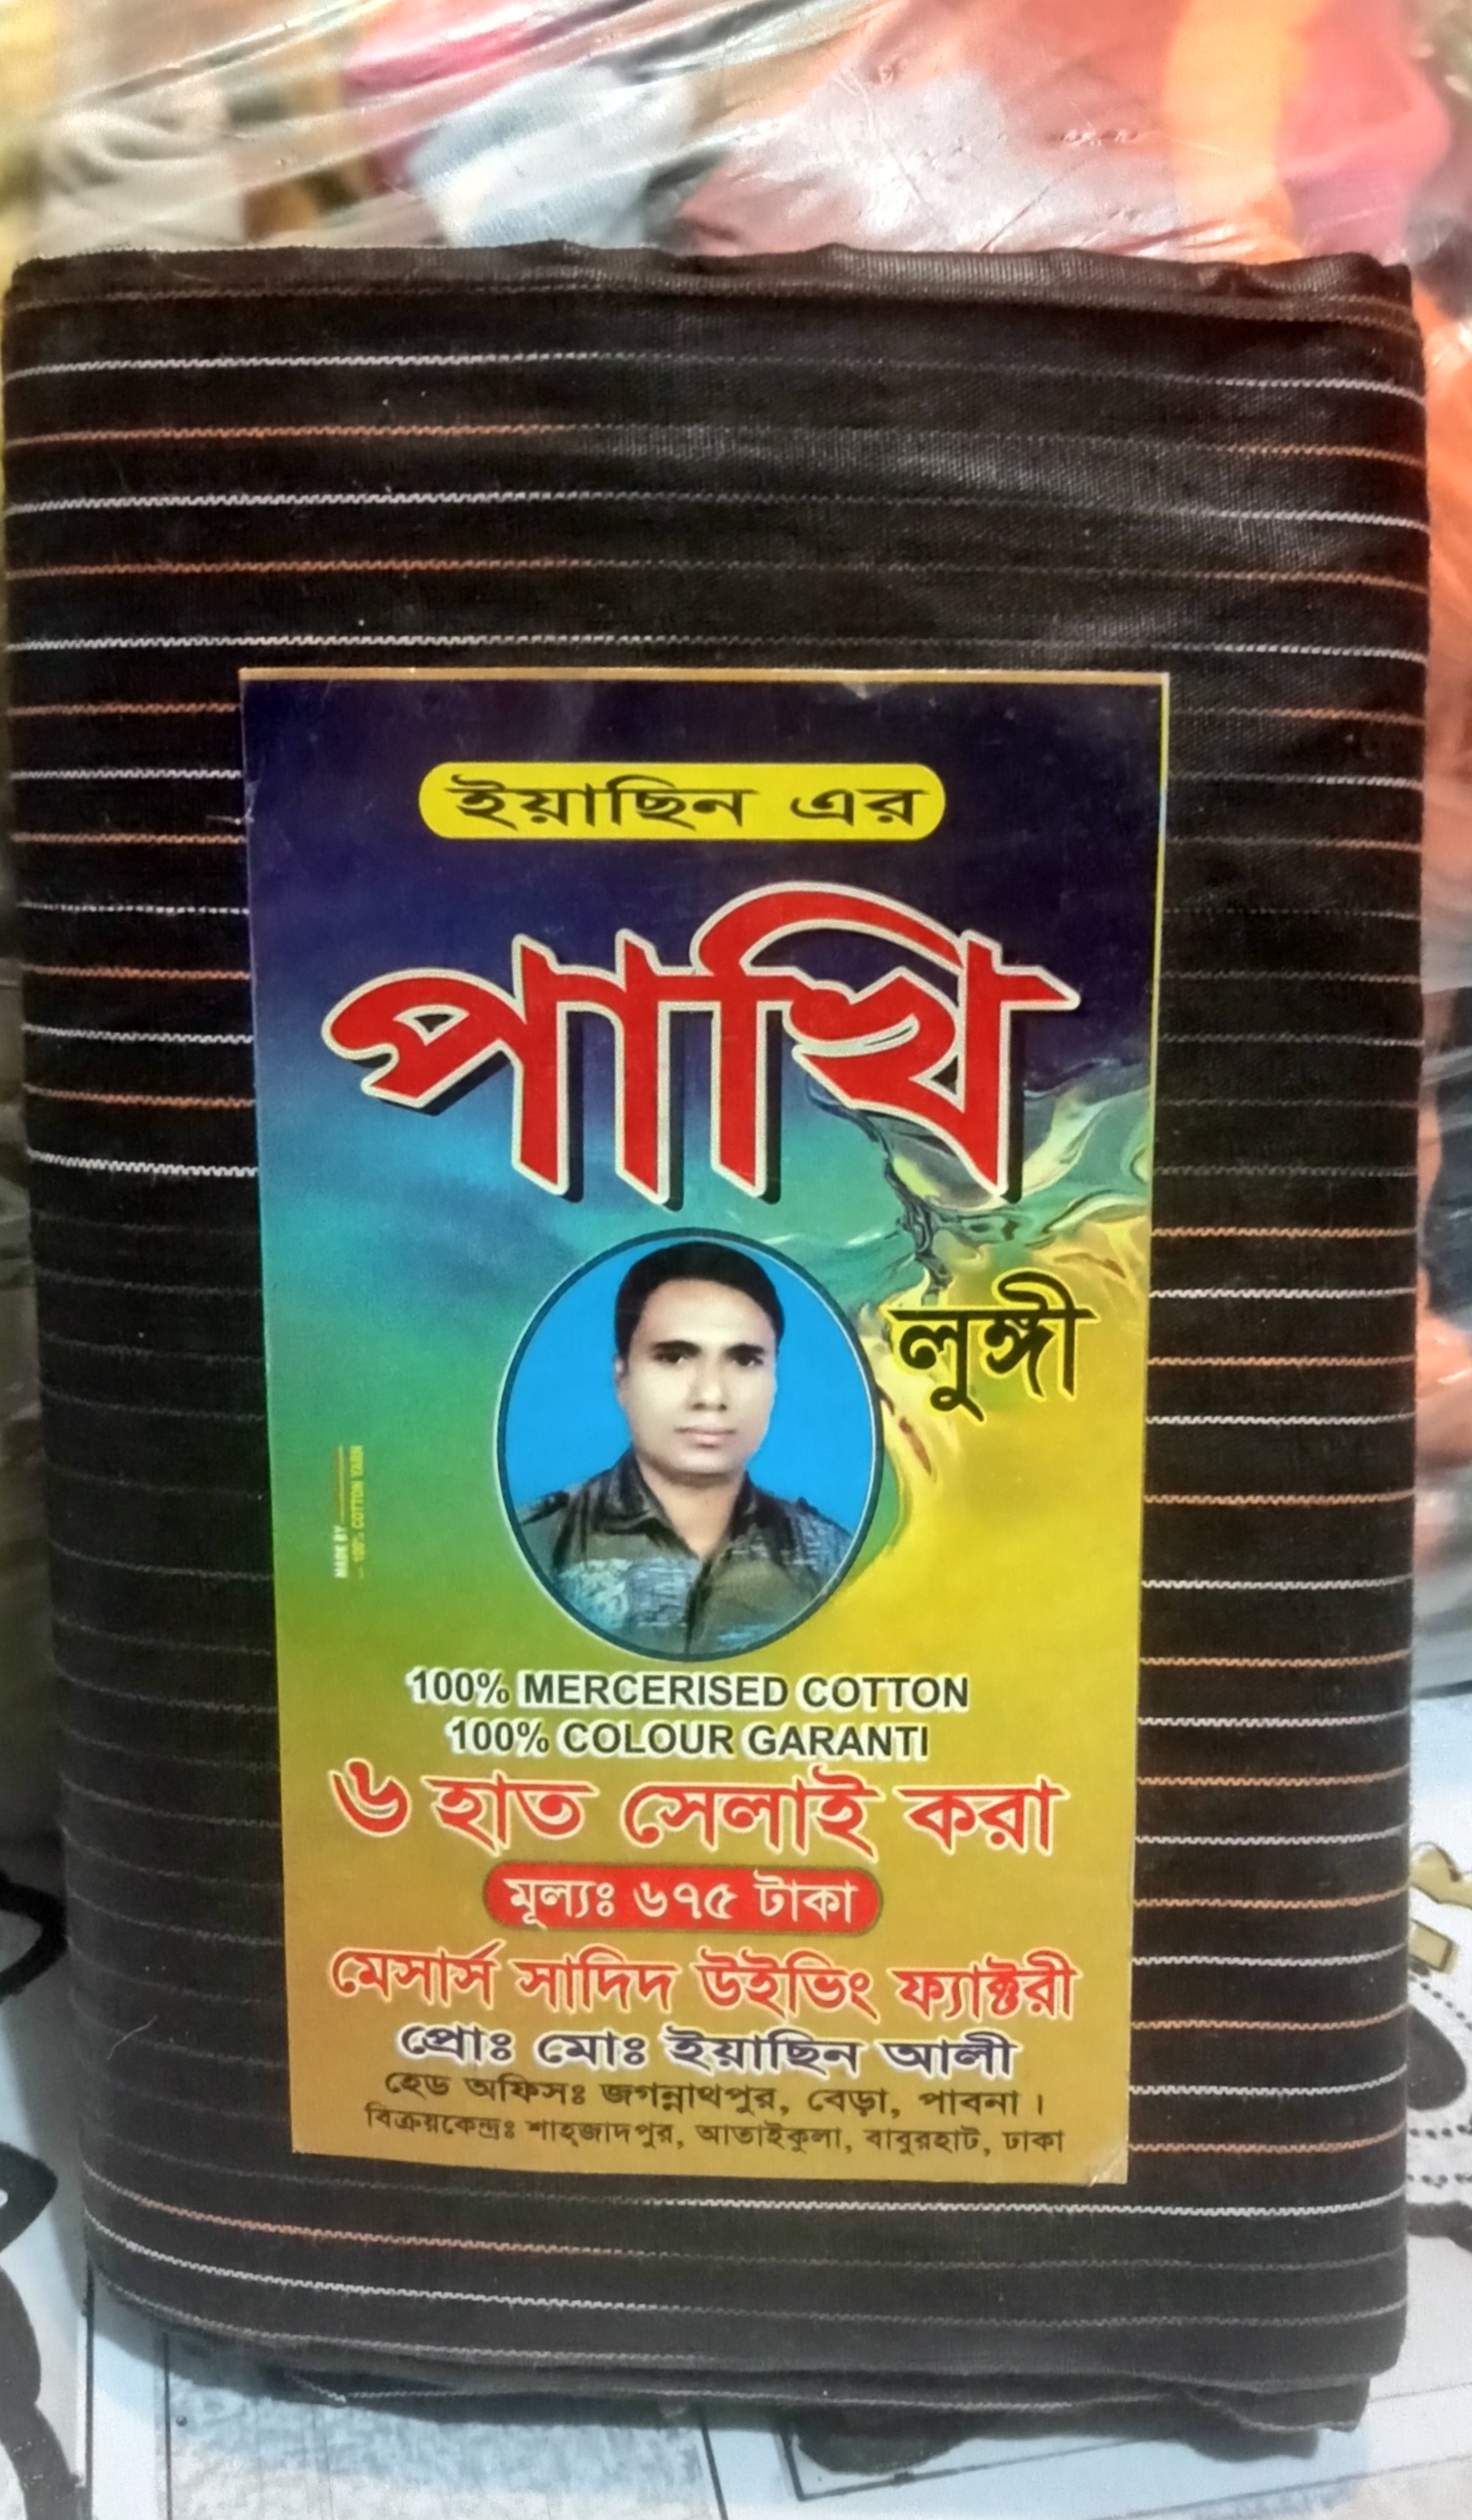 ইয়াছিন এর
পাখি
লুঙ্গী
MADE BY
100% COTTON YARN
100% MERCERISED COTTON
100% COLOUR GARANTI
৬ হাত সেলাই করা
মূল্যঃ ৬৭৫ টাকা
মেসার্স সাদিদ উইভিং ফ্যাক্টরী
প্রোঃ মোঃ ইয়াছিন আলী
হেড অফিসঃ জগন্নাথপুর, বেড়া, পাবনা।
বিক্রয়কেন্দ্রঃ শাহ্জাদপুর, আতাইকুলা, বাবুরহাট, ঢাকা